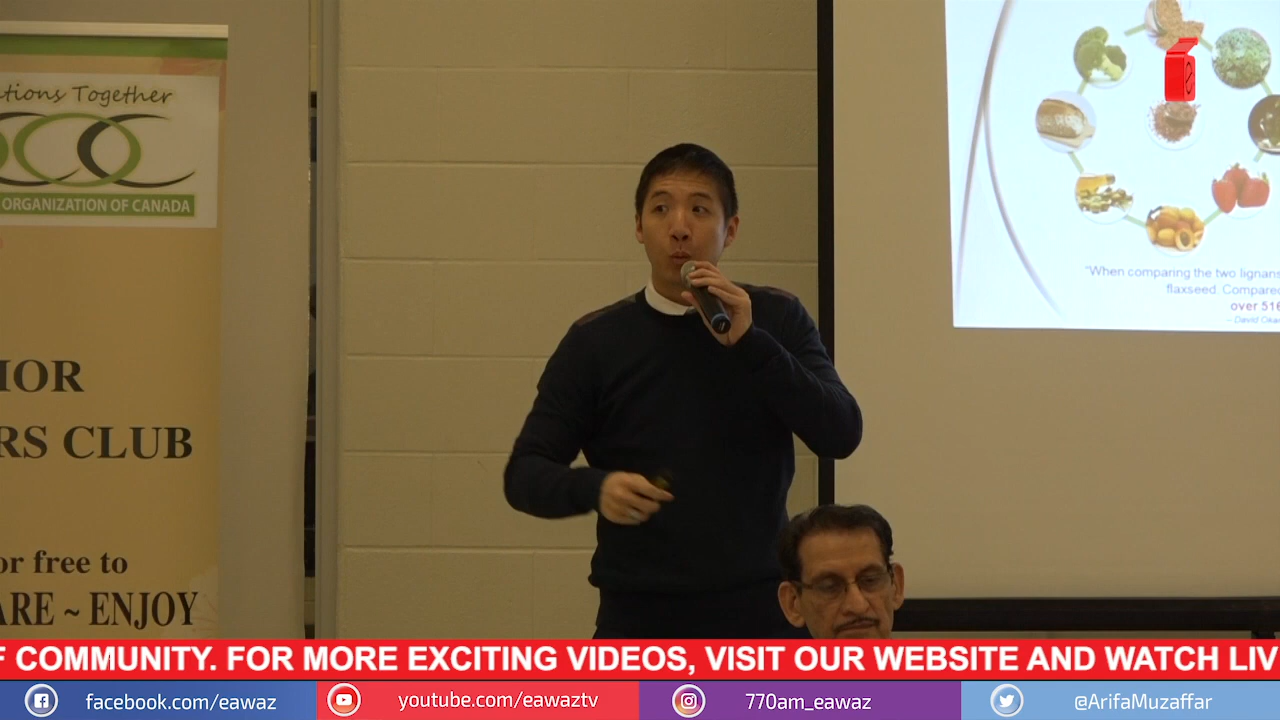 tions Together
ORGANIZATION OF CANADA
IOR
RS CLUB
or free to
ARE ~ ENJOY
"When comparing the two lignans
flaxseed. Compared
over 516
F COMMUNITY. FOR MORE EXCITING VIDEOS, VISIT OUR WEBSITE AND WATCH LIV
facebook.com/eawaz
youtube.com/eawaztv
770am_eawaz
@ArifaMuzaffar